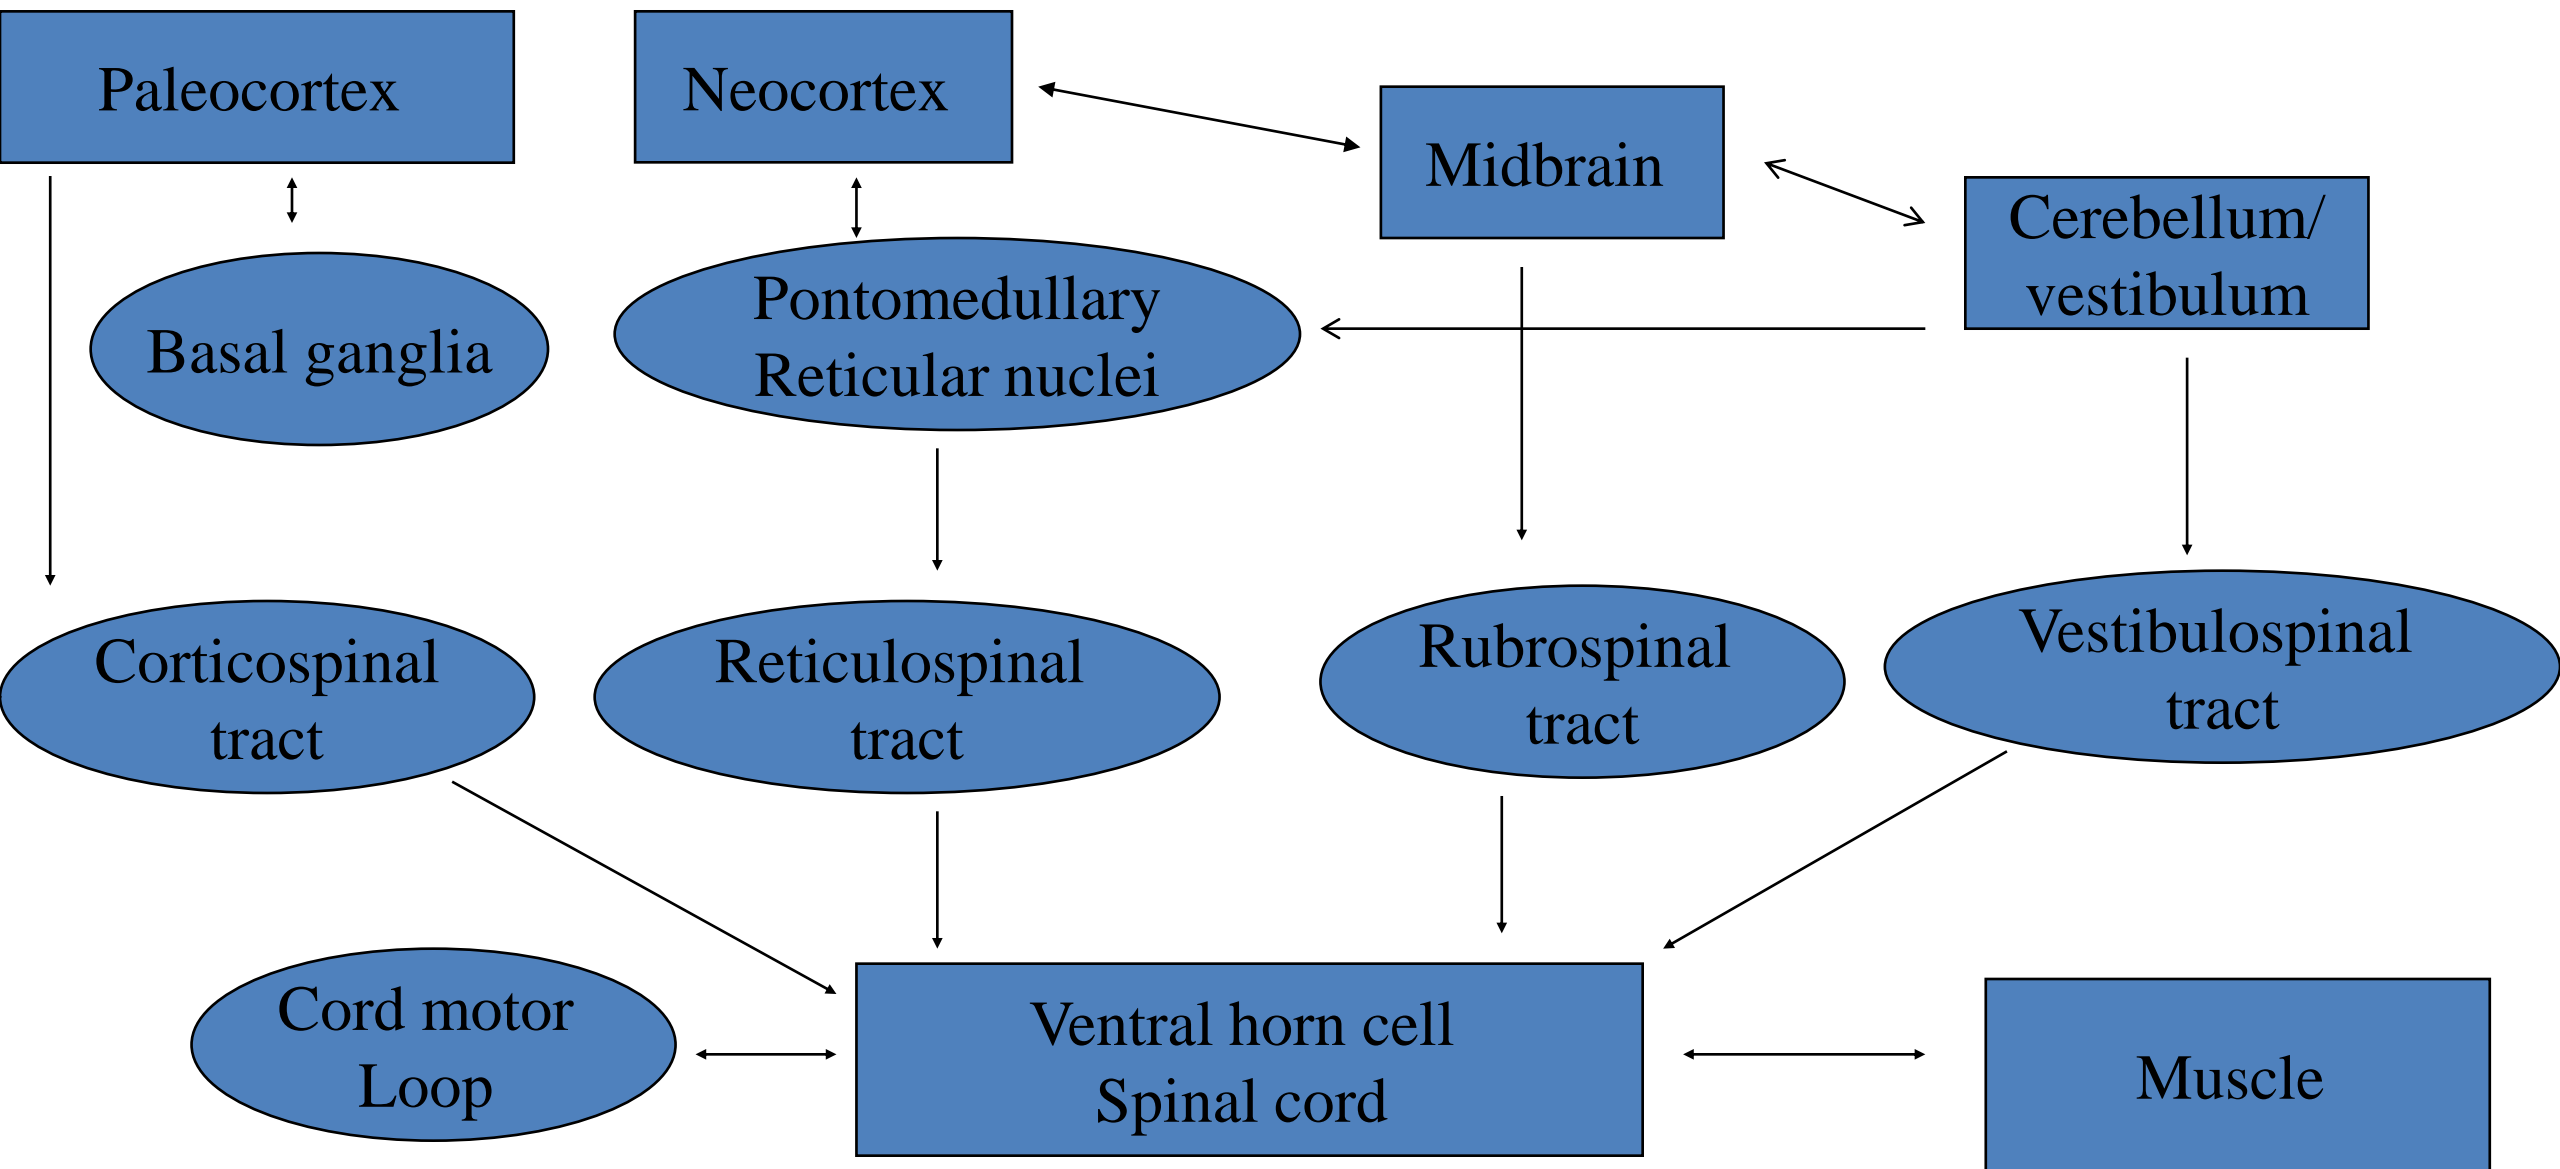 Paleocortex
Neocortex
Midbrain
Cerebellum/
vestibulum
Basal ganglia
Pontomedullary
Reticular nuclei
Corticospinal
tract
Reticulospinal
tract
Rubrospinal
tract
Vestibulospinal
tract
Cord motor
Loop
Ventral horn cell
Spinal cord
Muscle